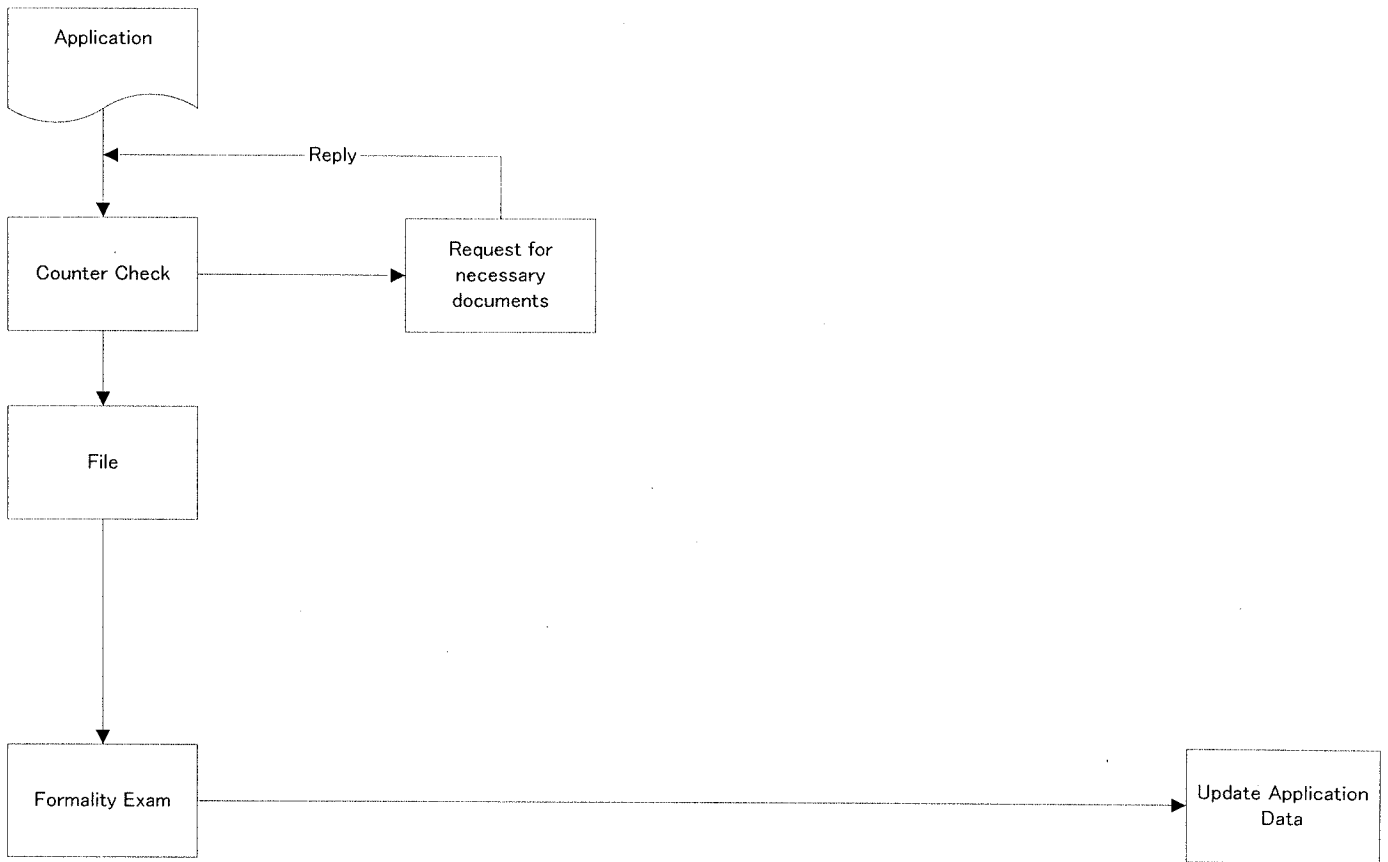 Application
Reply
Counter Check
Request for
necessary
documents
File
Formality Exam
Update Application
Data